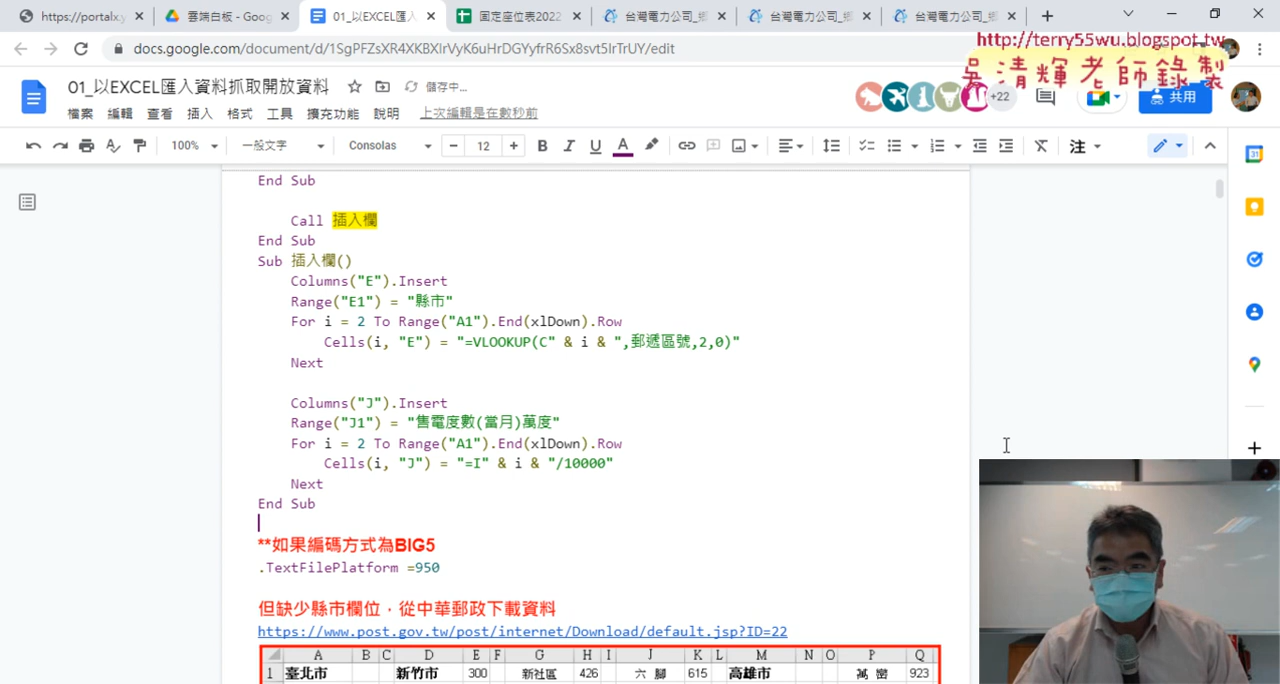 https://portalx.y
雲端白板 - Goog
01_以EXCEL匯入
固定座位表2022
台灣電力公司_
台灣電力公司_
台灣電力公司_
docs.google.com/document/d/1SgPFZsXR4XKBXlrVyK6uHrDGYyfrR6Sx8svt5IrTrUY/edit
http://terry55wu.blogspot.tw
吳清輝老師錄製
01_以EXCEL匯入資料抓取開放資料
儲存中...
+22
共用
檔案 編輯 查看 插入 格式 工具 擴充功能 說明 上次編輯是在數秒前
100% 一般文字 Consolas 12 B I U A 注
31
End Sub
Call 插入欄
End Sub
Sub 插入欄()
Columns("E").Insert
Range("E1") = "縣市"
For i = 2 To Range("A1").End(xlDown).Row
Cells(i, "E") = "=VLOOKUP(C" & i & ",郵遞區號,2,0)"
Next
Columns("J").Insert
Range("J1") = "售電度數(當月)萬度"
For i = 2 To Range("A1").End(xlDown).Row
Cells(i, "J") = "=I" & i & "/10000"
Next
End Sub
**如果編碼方式為BIG5
.TextFilePlatform =950
但缺少縣市欄位，從中華郵政下載資料
https://www.post.gov.tw/post/internet/Download/default.jsp?ID=22
A B C D E F G H I J K L M N O P Q
1 臺北市 新竹市 300 新社區 426 六 腳 615 高雄市 萬 巒 923